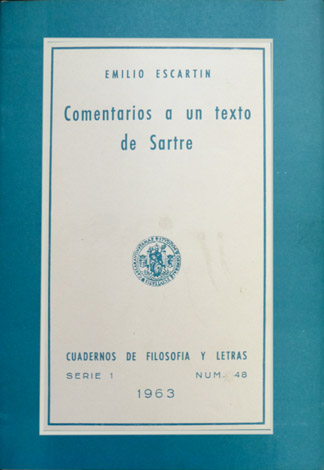 EMILIO ESCARTIN
Comentarios a un texto
de Sartre
CUADERNOS DE FILOSOFIA Y LETRAS
SERIE 1 NUM. 48
1963